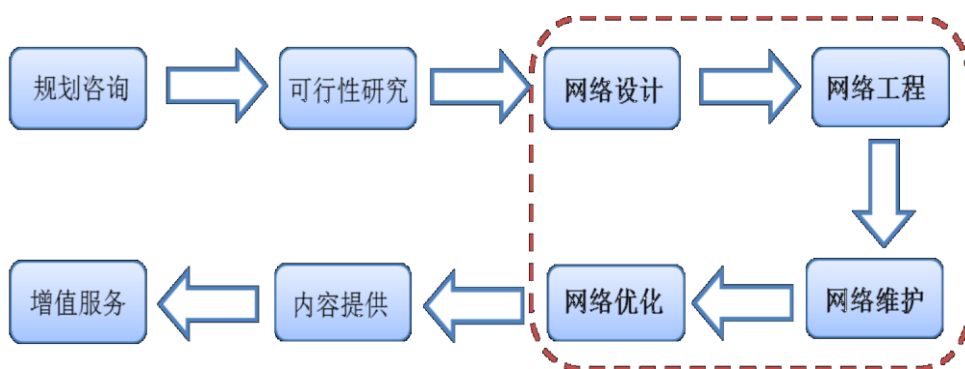 规划咨询
可行性研究
网络设计
网络工程
网络维护
网络优化
内容提供
增值服务